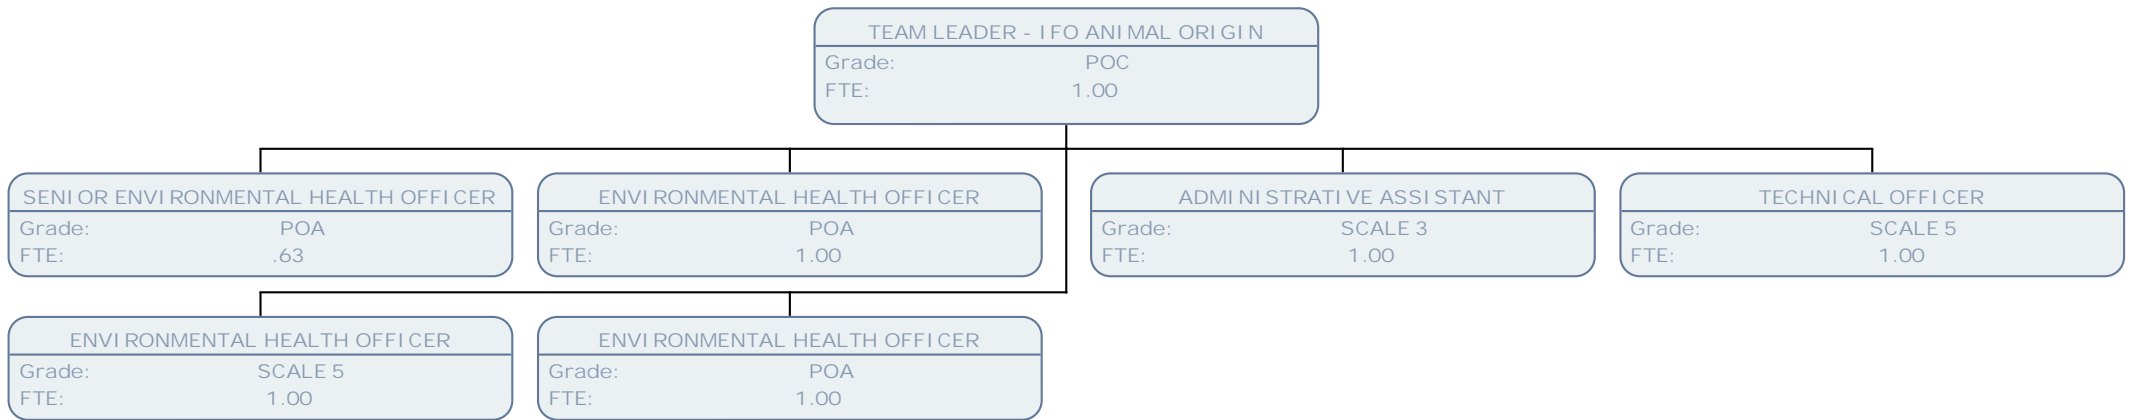 TEAM LEADER - IFO ANIMAL ORIGIN
Grade: POC
FTE: 1.00
SENIOR ENVIRONMENTAL HEALTH OFFICER
Grade: POA
FTE: .63
ENVIRONMENTAL HEALTH OFFICER
Grade: POA
FTE: 1.00
ADMINISTRATIVE ASSISTANT
Grade: SCALE 3
FTE: 1.00
TECHNICAL OFFICER
Grade: SCALE 5
FTE: 1.00
ENVIRONMENTAL HEALTH OFFICER
Grade: SCALE 5
FTE: 1.00
ENVIRONMENTAL HEALTH OFFICER
Grade: POA
FTE: 1.00